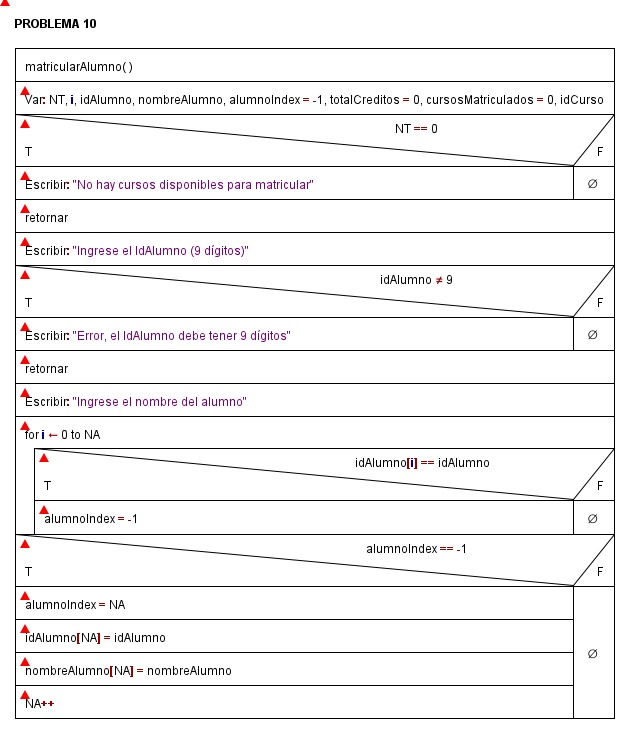 PROBLEMA 10
matricularAlumno()
Var: NT, i, idAlumno, nombreAlumno, alumnoIndex = -1, totalCreditos = 0, cursosMatriculados = 0, idCurso
NT == 0
T F
Escribir: "No hay cursos disponibles para matricular" Ø
retornar
Escribir: "Ingrese el IdAlumno (9 dígitos)"
idAlumno ≠ 9
T F
Escribir: "Error, el IdAlumno debe tener 9 dígitos" Ø
retornar
Escribir: "Ingrese el nombre del alumno"
for i ← 0 to NA
idAlumno[i] == idAlumno
T F
alumnoIndex = -1 Ø
alumnoIndex == -1
T F
alumnoIndex = NA
idAlumno[NA] = idAlumno
Ø
nombreAlumno[NA] = nombreAlumno
NA++